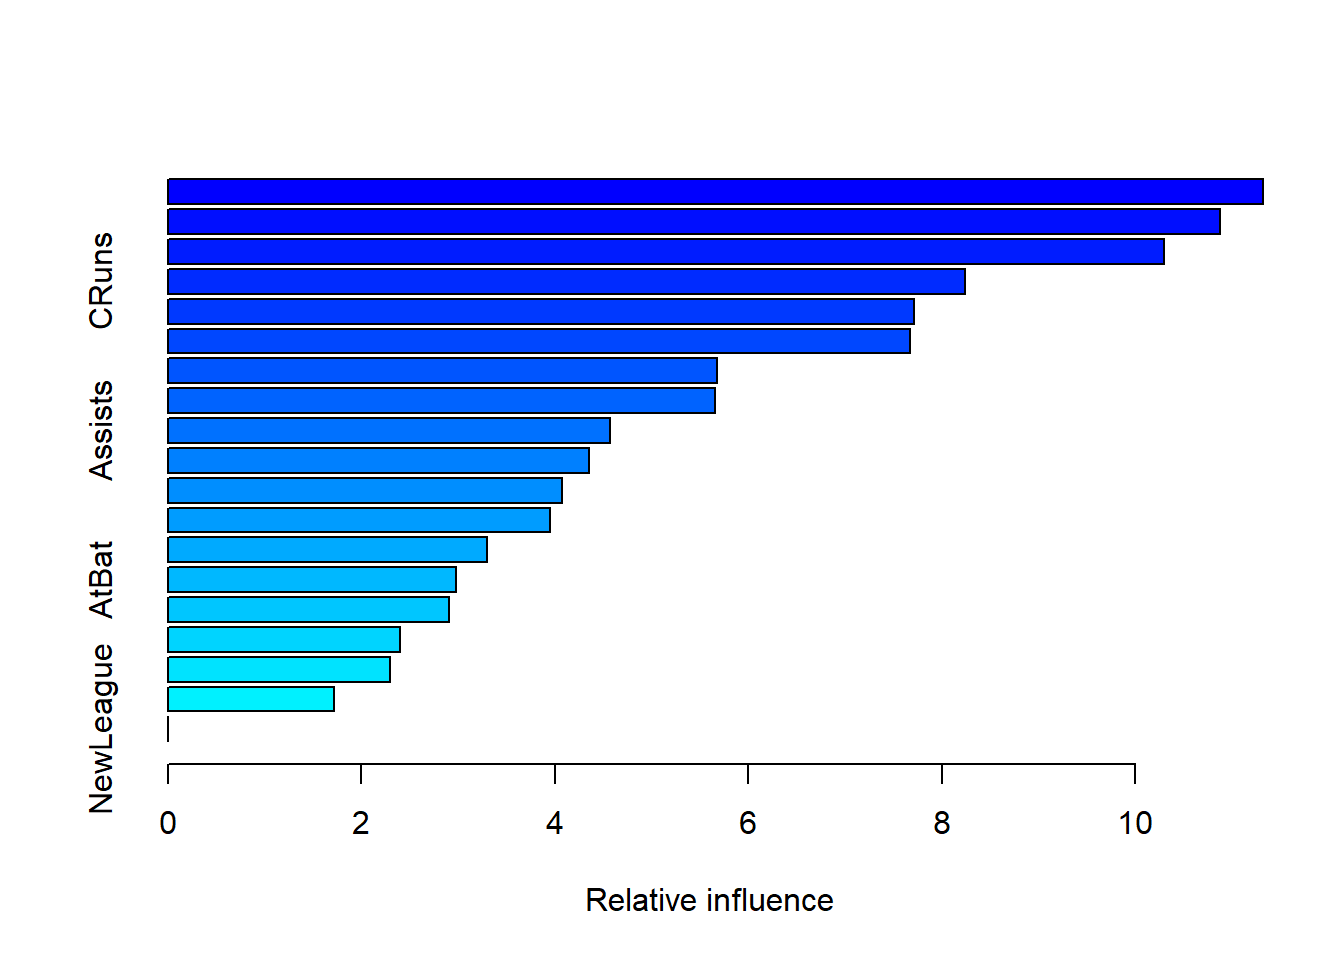 CRuns
Assists
AtBat
NewLeague
0 2 4 6 8 10
Relative influence